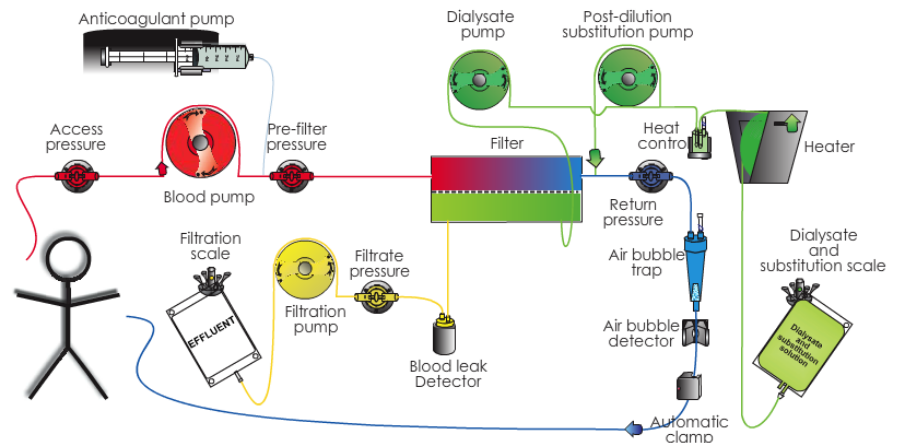 Anticoagulant pump
Dialysate
pump
Post-dilution
substitution pump
Access
pressure
Pre-filter
pressure
Blood pump
Filter
Heat
control
Heater
Return
pressure
Filtration
scale
Filtrate
pressure
Filtration
pump
EFFLUENT
Blood leak
Detector
Air bubble
trap
Air bubble
detector
Automatic
clamp
Dialysate
and
substitution scale
Dialysate
and
substitution
solution